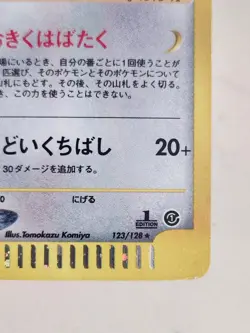 おきくはばたく
場にいるとき、自分の番ごとに1回使うことが
匹選び、そのポケモンとそのポケモンについて
山札にもどす。その後、その山札をよく切る。
き、この力を使うことはできない。
どいくちばし 20+
30ダメージを追加する。
にげる
Illus.Tomokazu Komiya
1 EDITION
123/128★